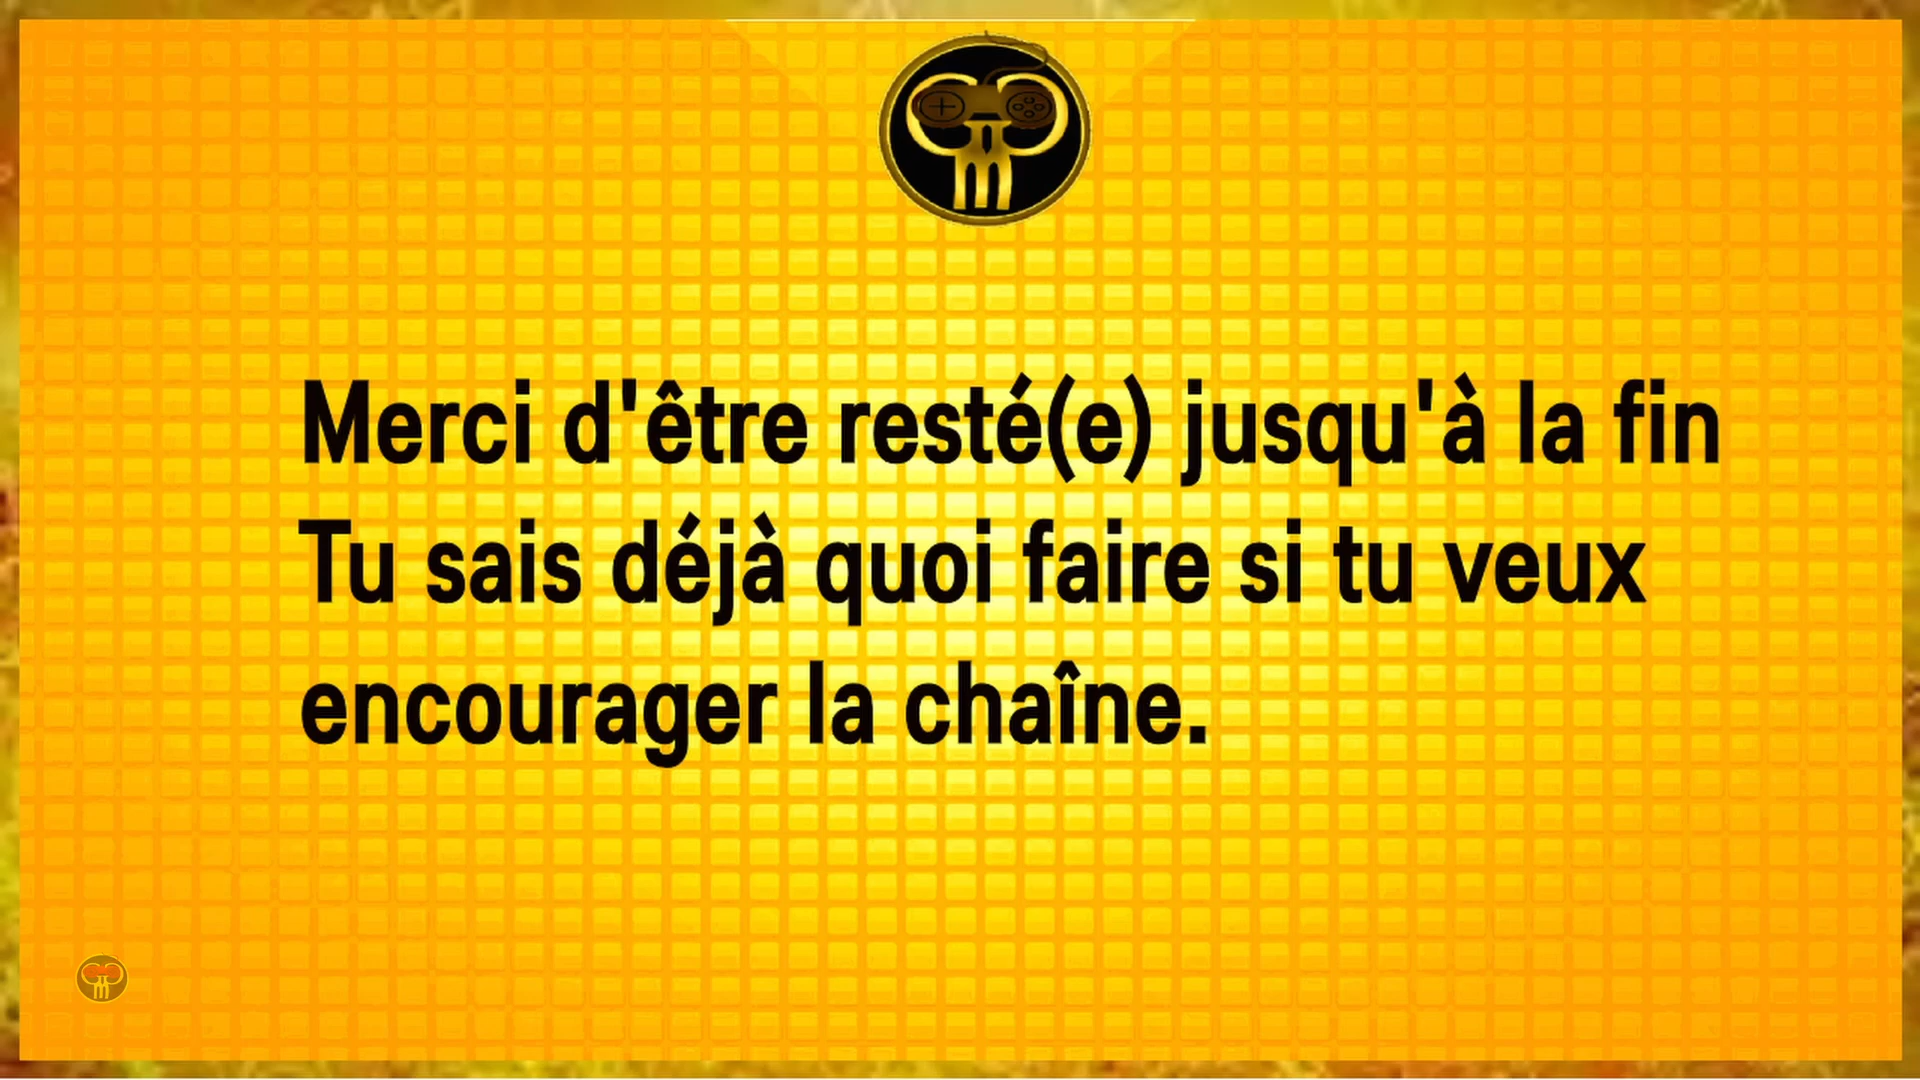 Merci d'être resté(e) jusqu'à la fin
Tu sais déjà quoi faire si tu veux
encourager la chaîne.